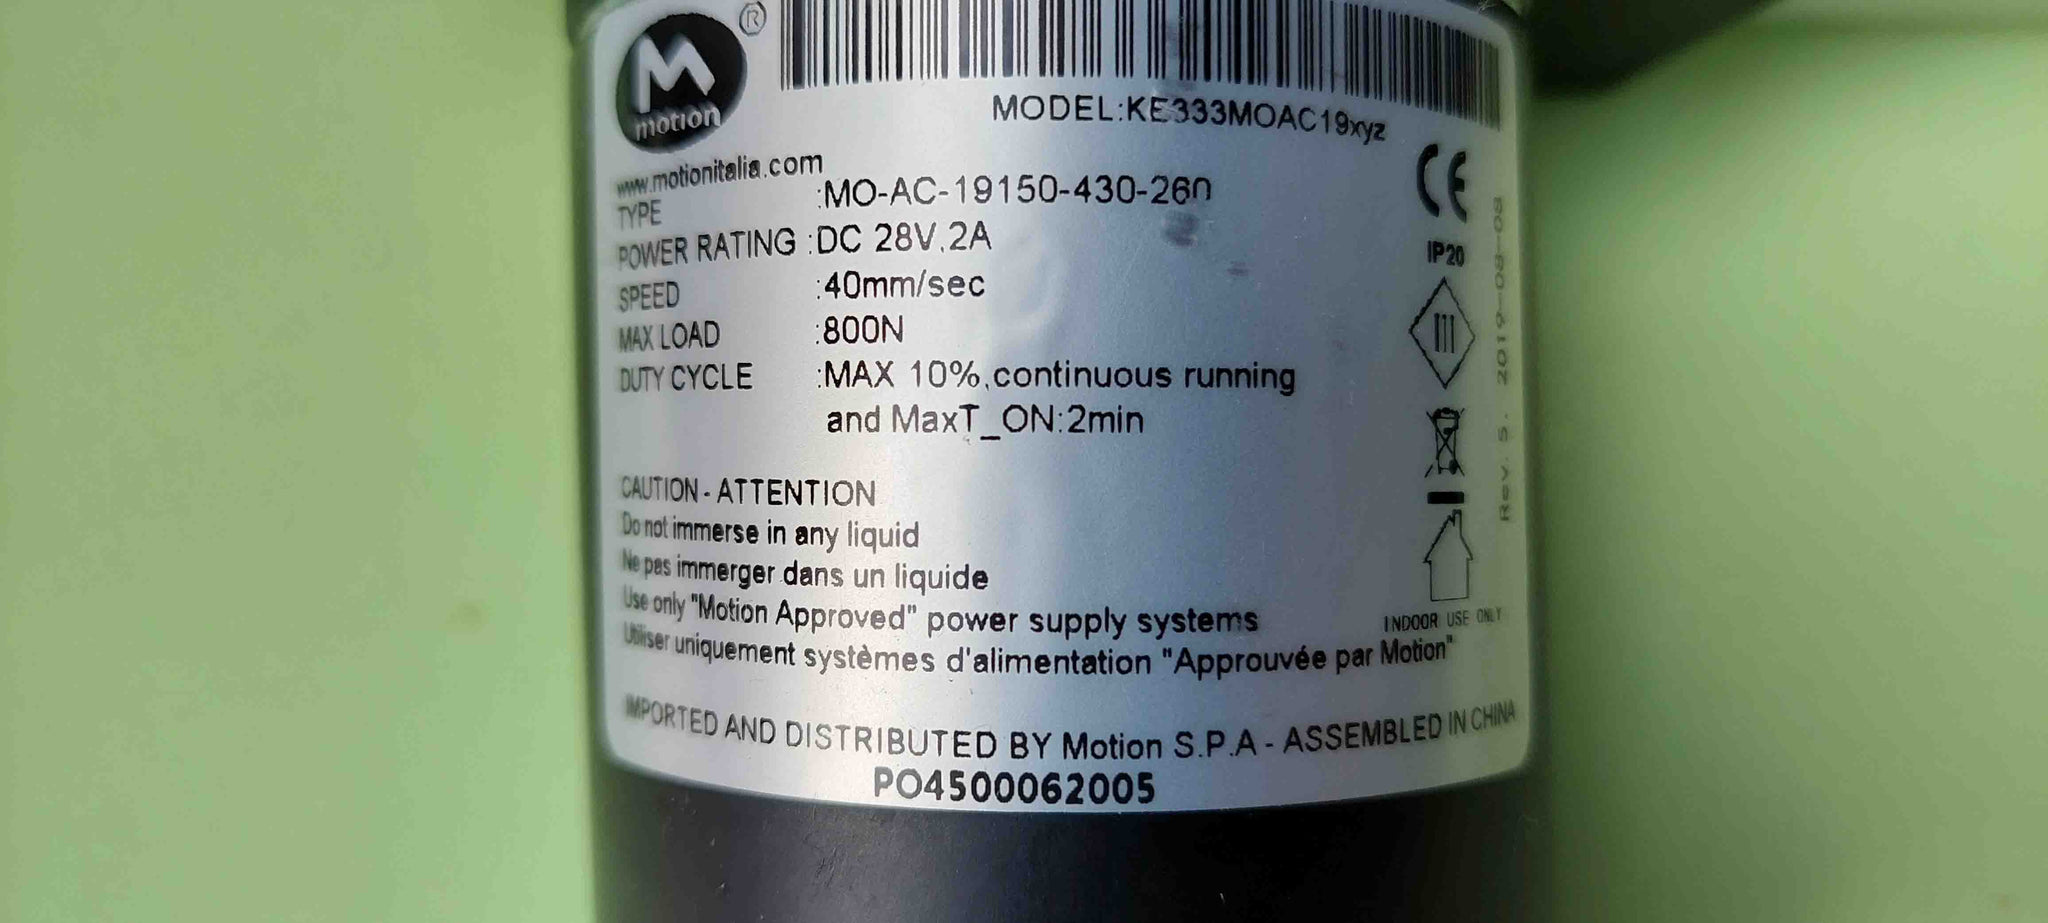 M
motion
®
MODEL:KE333MOAC19xyz
www.motionitalia.com
TYPE :MO-AC-19150-430-260
POWER RATING :DC 28V.2A
SPEED :40mm/sec
MAX LOAD :800N
DUTY CYCLE :MAX 10%,continuous running
and MaxT_ON:2min
CE
IP20
III
Rev. S. 2019-08-08
CAUTION - ATTENTION
Do not immerse in any liquid
Ne pas immerger dans un liquide
Use only "Motion Approved" power supply systems
Utiliser uniquement systèmes d'alimentation "Approuvée par Motion"
INDOOR USE ONLY
IMPORTED AND DISTRIBUTED BY Motion S.P.A - ASSEMBLED IN CHINA
PO4500062005